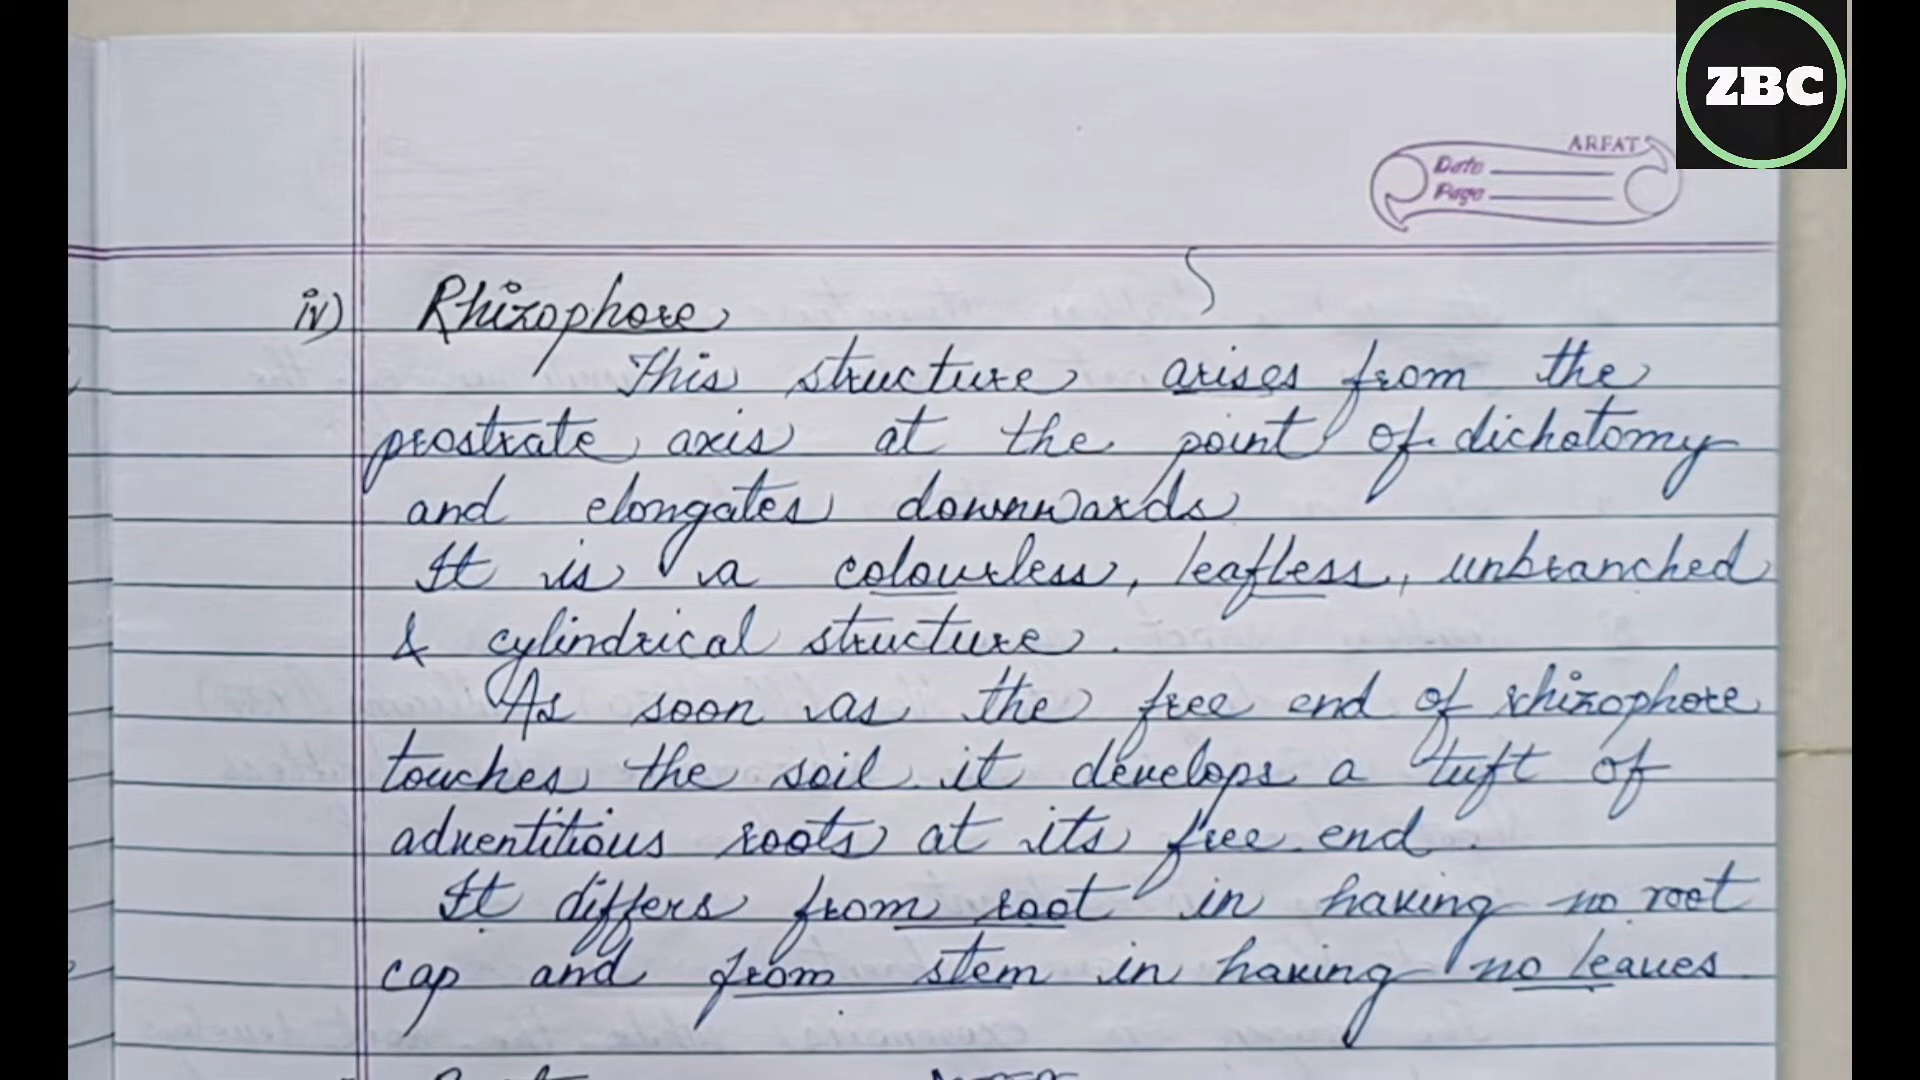 ZBC
ARFAT
Date
Page
iv) Rhizophore
This structure arises from the
prostrate axis at the point of dichotomy
and elongates downwards
It is a colourless, leafless, unbranched
& cylindrical structure.
As soon as the free end of rhizophore
touches the soil it develops a tuft of
adventitious roots at its free end.
It differs from root in having no root
cap and from stem in having no leaves.